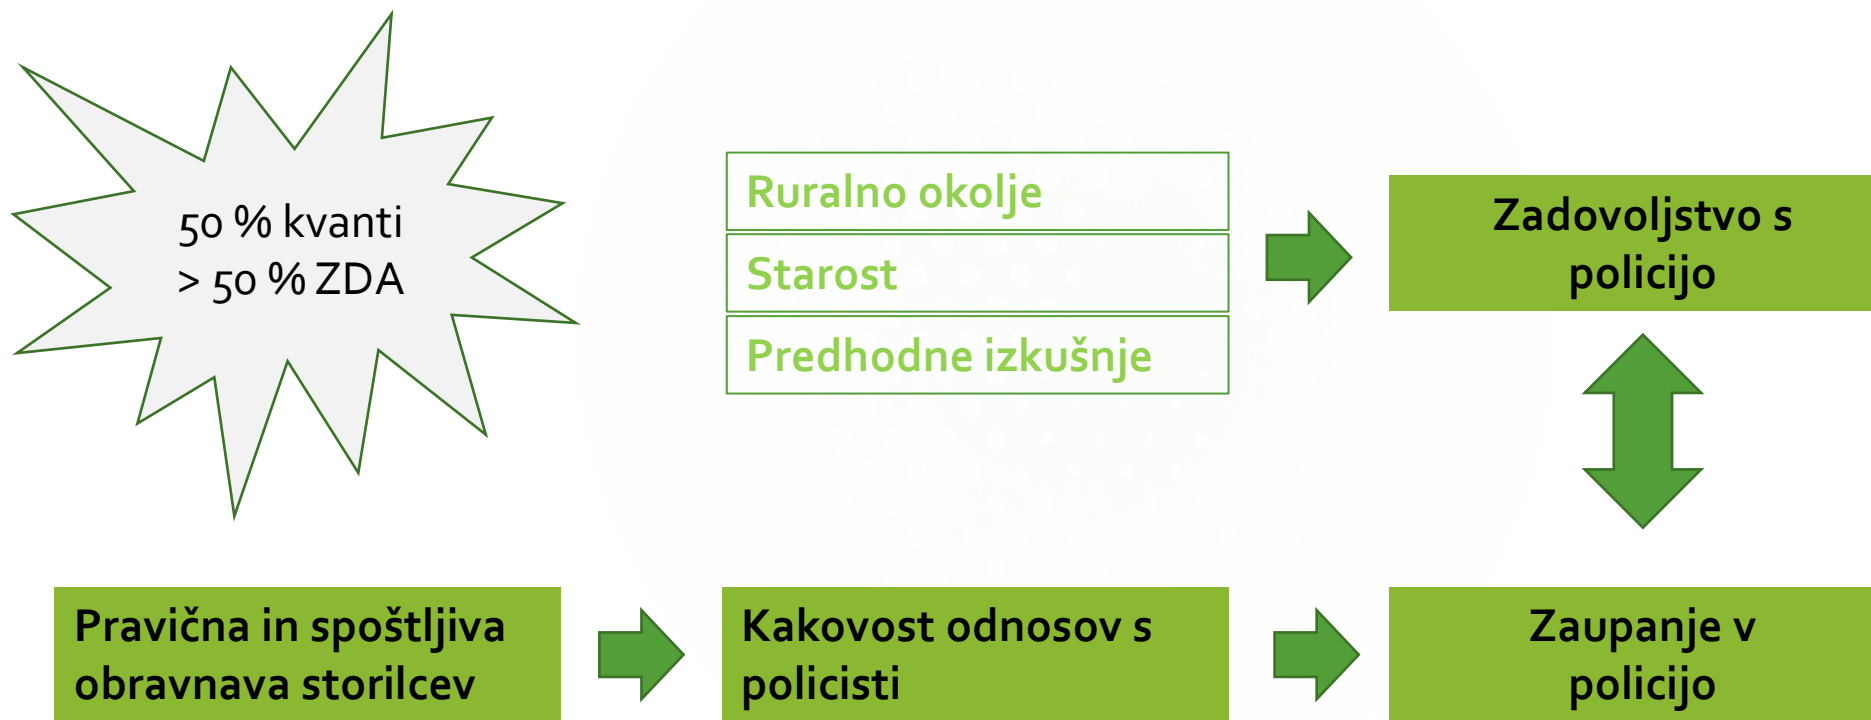 50 % kvanti
> 50 % ZDA
Ruralno okolje
Starost
Predhodne izkušnje
Zadovoljstvo s
policijo
Pravična in spoštljiva
obravnava storilcev
Kakovost odnosov s
policisti
Zaupanje v
policijo